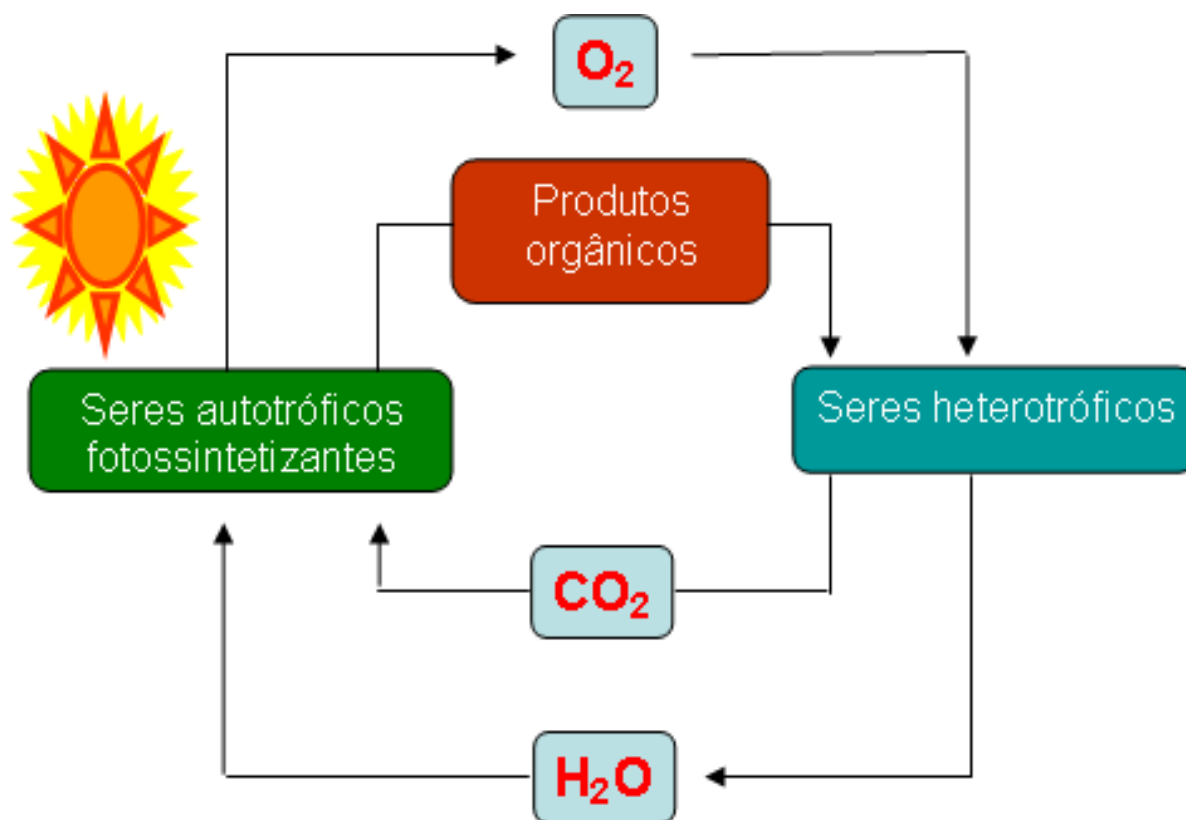 O₂
Produtos
orgânicos
Seres autotróficos
fotossintetizantes
Seres heterotróficos
CO₂
H₂O